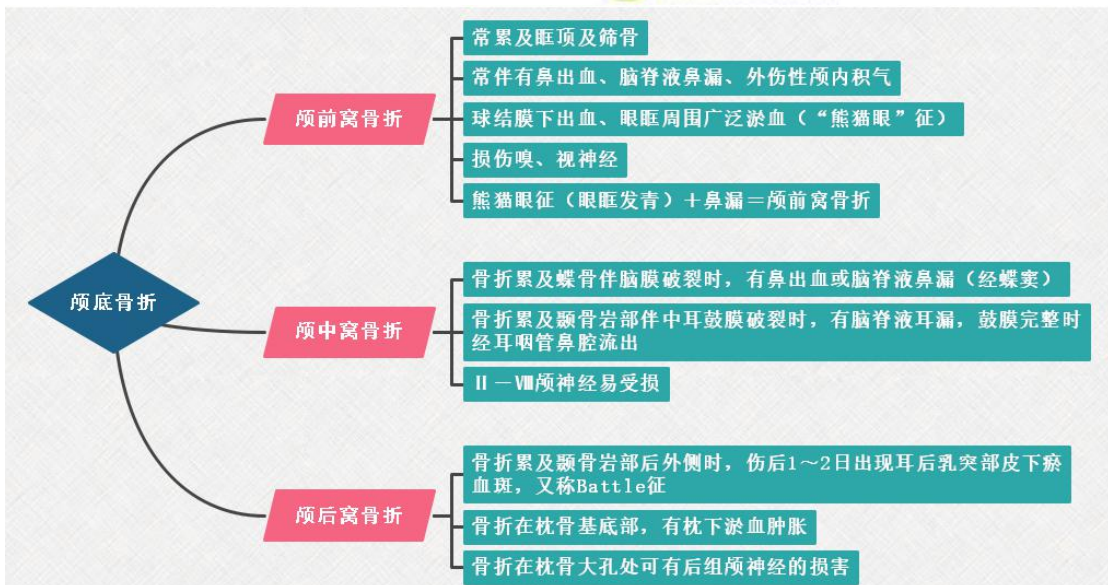 颅底骨折
颅前窝骨折
常累及眶顶及筛骨
常伴有鼻出血、脑脊液鼻漏、外伤性颅内积气
球结膜下出血、眼眶周围广泛淤血（“熊猫眼”征）
损伤嗅、视神经
熊猫眼征（眼眶发青）＋鼻漏＝颅前窝骨折
颅中窝骨折
骨折累及蝶骨伴脑膜破裂时，有鼻出血或脑脊液鼻漏（经蝶窦）
骨折累及颞骨岩部伴中耳鼓膜破裂时，有脑脊液耳漏，鼓膜完整时
经耳咽管鼻腔流出
Ⅱ－Ⅷ颅神经易受损
颅后窝骨折
骨折累及颞骨岩部后外侧时，伤后1～2日出现耳后乳突部皮下瘀
血斑，又称Battle征
骨折在枕骨基底部，有枕下淤血肿胀
骨折在枕骨大孔处可有后组颅神经的损害